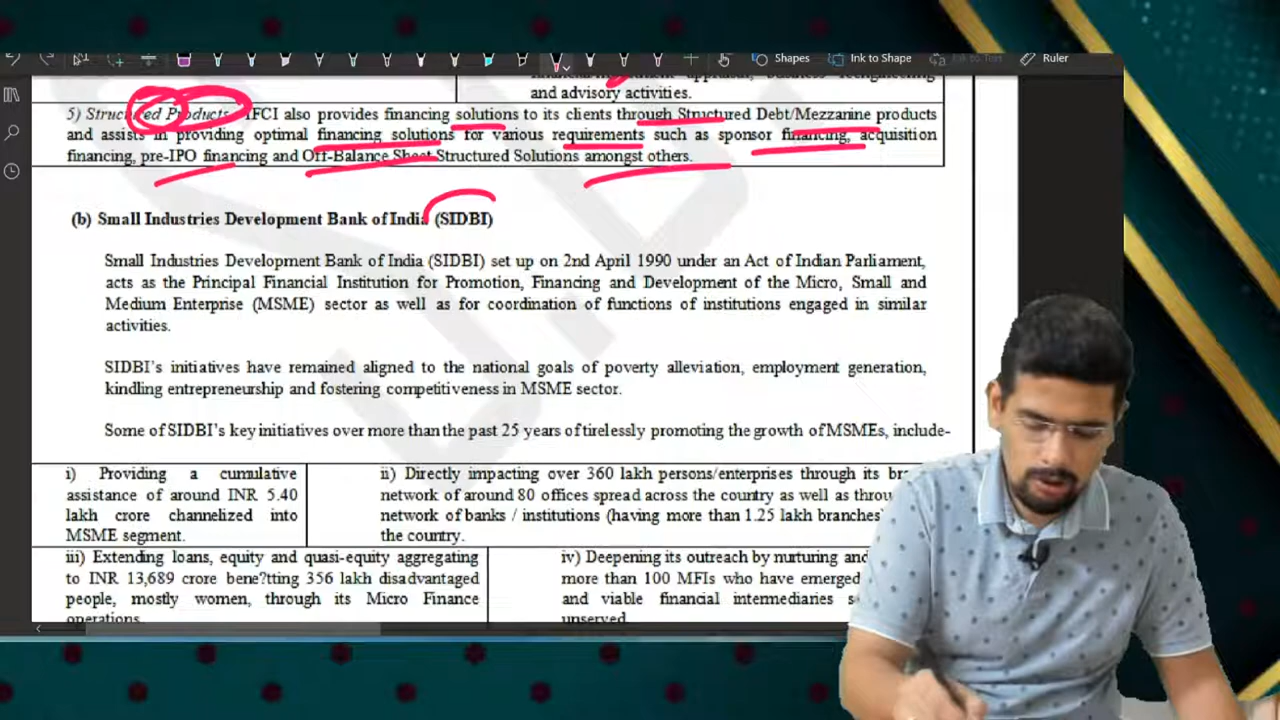 Shapes Ink to Shape Ink to Text Ruler
and advisory activities.
5) Structured Products IFCI also provides financing solutions to its clients through Structured Debt/Mezzanine products
and assists in providing optimal financing solutions for various requirements such as sponsor financing, acquisition
financing, pre-IPO financing and Off-Balance Sheet Structured Solutions amongst others.
(b) Small Industries Development Bank of India (SIDBI)
Small Industries Development Bank of India (SIDBI) set up on 2nd April 1990 under an Act of Indian Parliament,
acts as the Principal Financial Institution for Promotion, Financing and Development of the Micro, Small and
Medium Enterprise (MSME) sector as well as for coordination of functions of institutions engaged in similar
activities.
SIDBI's initiatives have remained aligned to the national goals of poverty alleviation, employment generation,
kindling entrepreneurship and fostering competitiveness in MSME sector.
Some of SIDBI's key initiatives over more than the past 25 years of tirelessly promoting the growth of MSMEs, include-
i) Providing a cumulative
assistance of around INR 5.40
lakh crore channelized into
MSME segment.
ii) Directly impacting over 360 lakh persons/enterprises through its
network of around 80 offices spread across the country as well as
network of banks / institutions (having more than 1.25 lakh branches)
the country.
iii) Extending loans, equity and quasi-equity aggregating
to INR 13,689 crore bene?tting 356 lakh disadvantaged
people, mostly women, through its Micro Finance
operations.
iv) Deepening its outreach by nurturing and
more than 100 MFIs who have emerged
and viable financial intermediaries
unserved